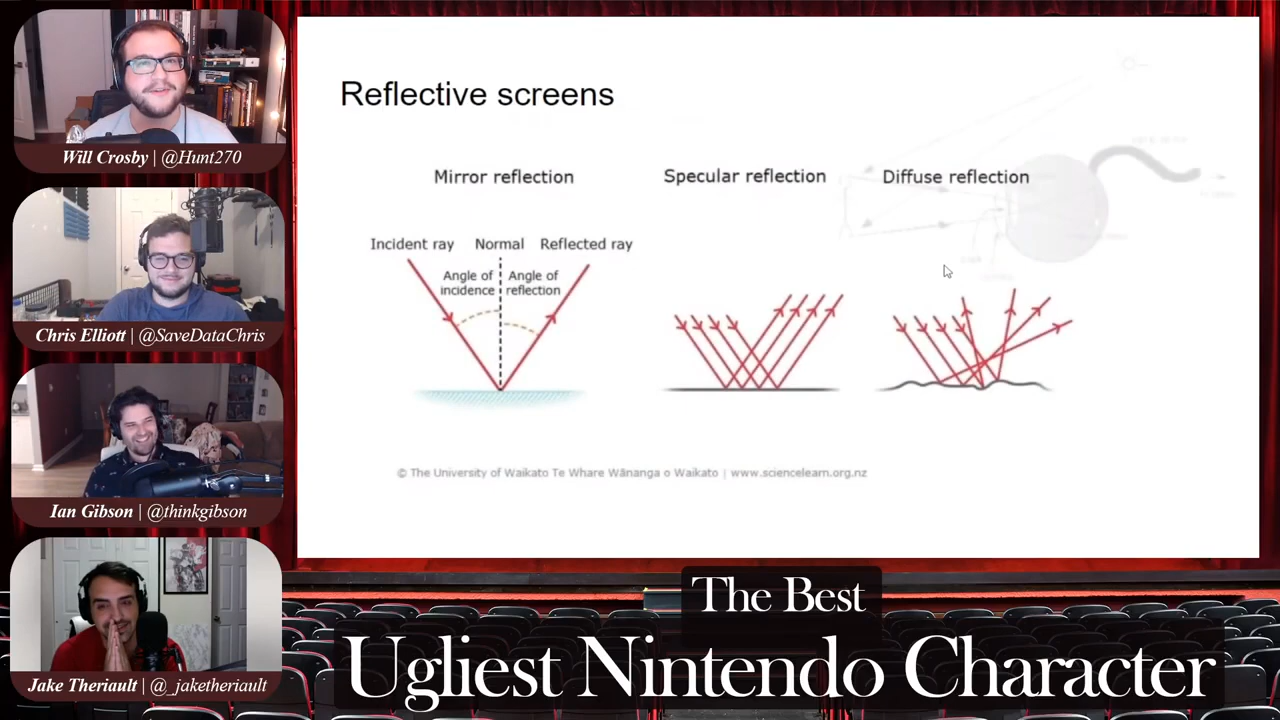 Will Crosby | @Hunt270
Chris Elliott | @SaveDataChris
Ian Gibson | @thinkgibson
Jake Theriault | @_jaketheriault
Reflective screens
Mirror reflection
Specular reflection
Diffuse reflection
Incident ray
Normal
Reflected ray
Angle of
incidence
Angle of
reflection
© The University of Waikato Te Whare Wānanga o Waikato | www.sciencelearn.org.nz
The Best
Ugliest Nintendo Character